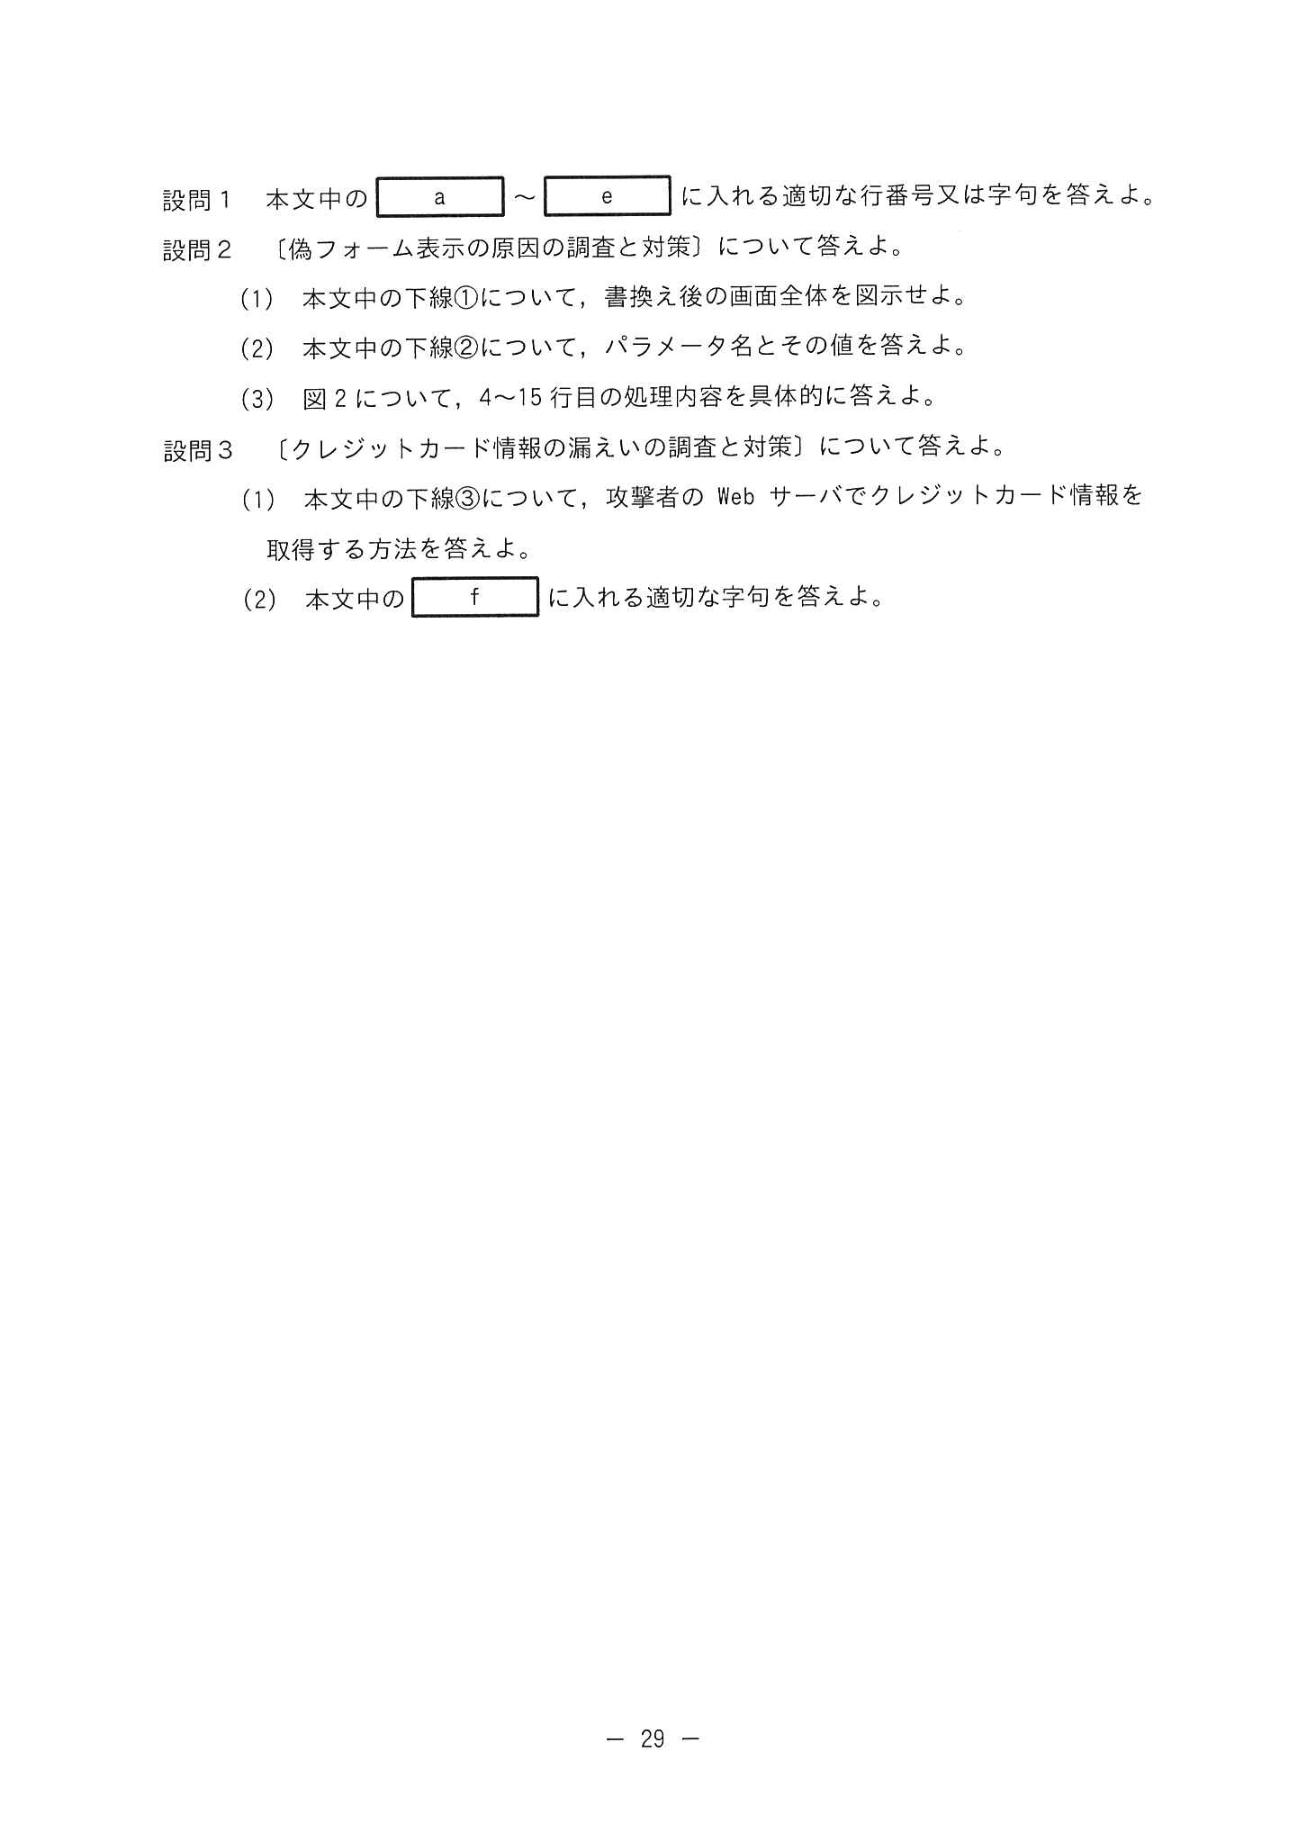 設問1 本文中の a ～ e に入れる適切な行番号又は字句を答えよ。
設問2 〔偽フォーム表示の原因の調査と対策〕について答えよ。
(1) 本文中の下線①について，書換え後の画面全体を図示せよ。
(2) 本文中の下線②について，パラメータ名とその値を答えよ。
(3) 図2について，4～15行目の処理内容を具体的に答えよ。
設問3 〔クレジットカード情報の漏えいの調査と対策〕について答えよ。
(1) 本文中の下線③について，攻撃者の Web サーバでクレジットカード情報を
取得する方法を答えよ。
(2) 本文中の f に入れる適切な字句を答えよ。
－ 29 －